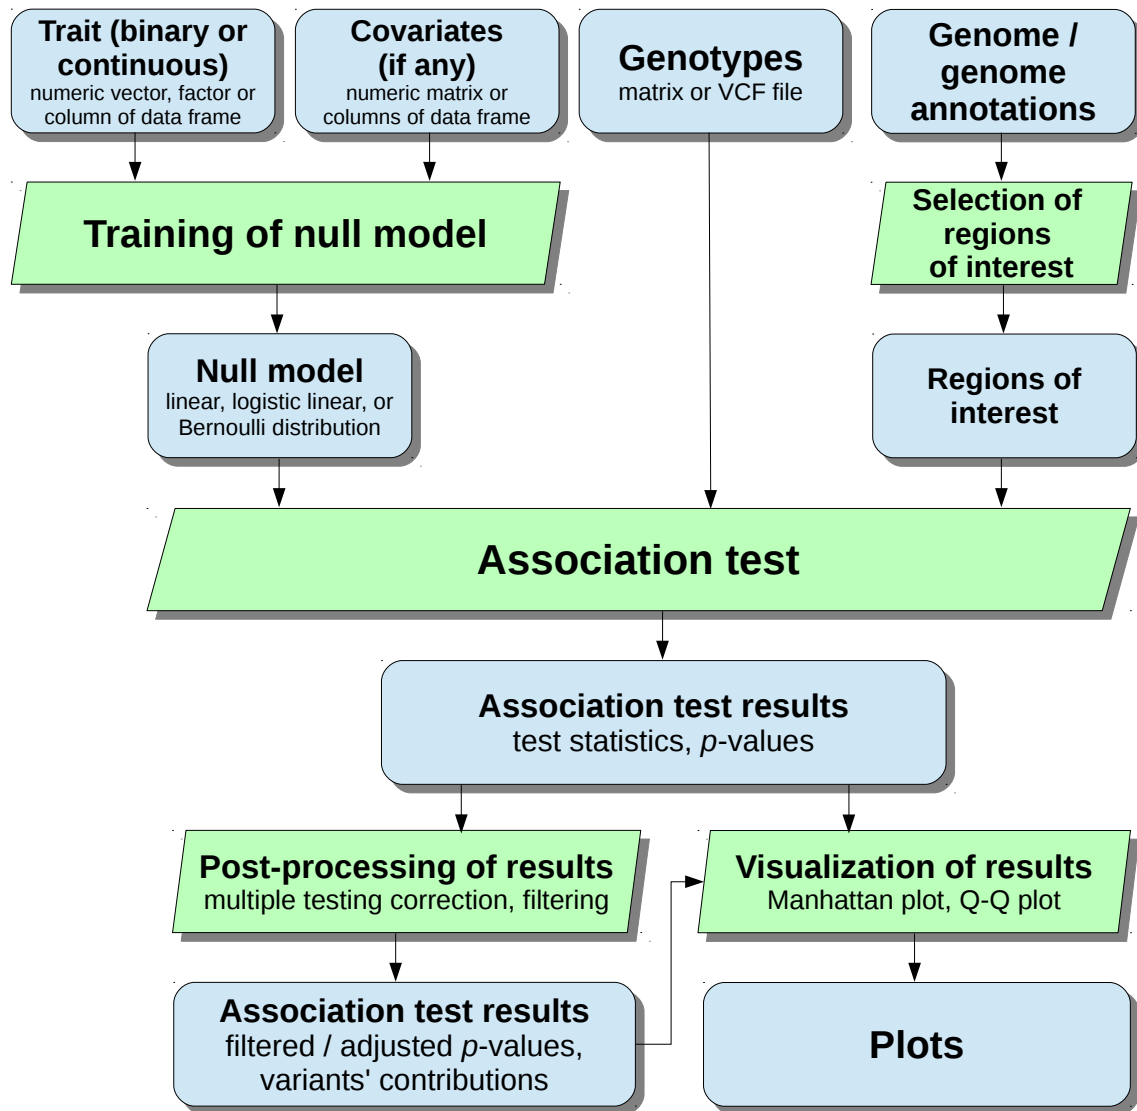 Trait (binary or
continuous)
numeric vector, factor or
column of data frame
Covariates
(if any)
numeric matrix or
columns of data frame
Genotypes
matrix or VCF file
Genome /
genome
annotations
Training of null model
Selection of
regions
of interest
Null model
linear, logistic linear, or
Bernoulli distribution
Regions of
interest
Association test
Association test results
test statistics, p-values
Post-processing of results
multiple testing correction, filtering
Visualization of results
Manhattan plot, Q-Q plot
Association test results
filtered / adjusted p-values,
variants' contributions
Plots